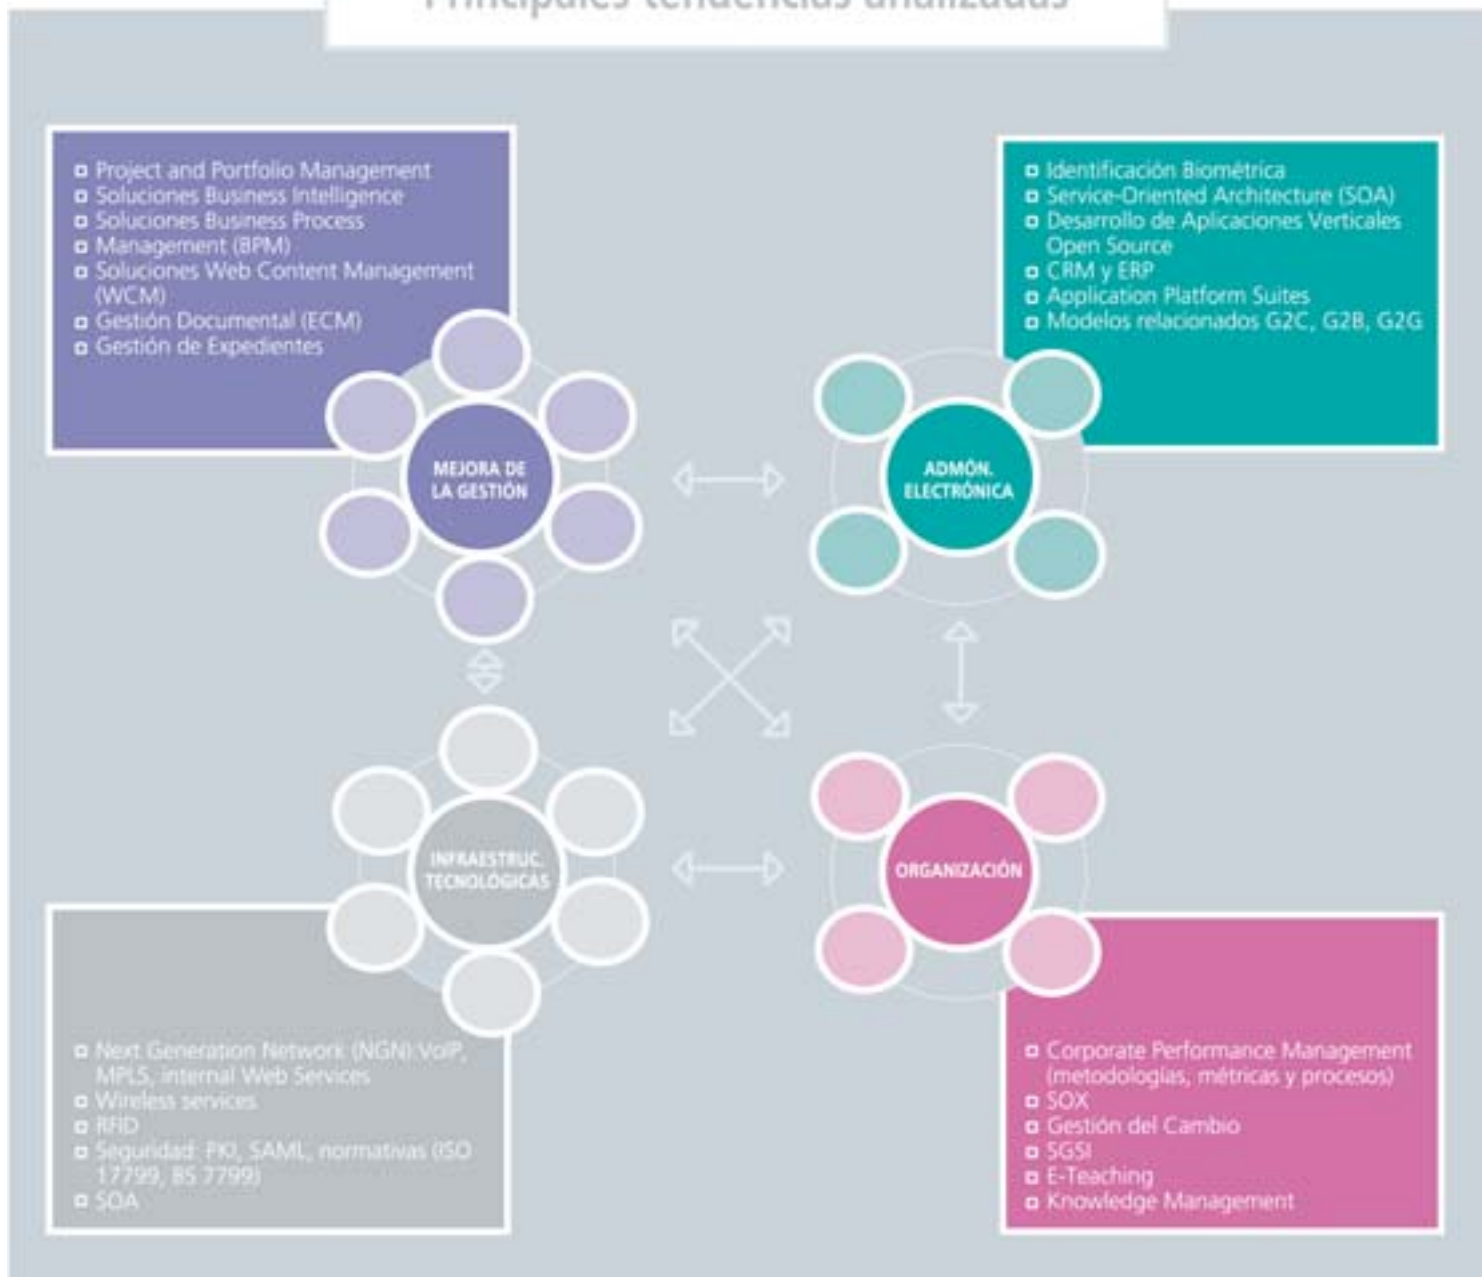 Principales tendencias analizadas
Project and Portfolio Management
Soluciones Business Intelligence
Soluciones Business Process
Management (BPM)
Soluciones Web Content Management
(WCM)
Gestión Documental (ECM)
Gestión de Expedientes
Identificación Biométrica
Service-Oriented Architecture (SOA)
Desarrollo de Aplicaciones Verticales
Open Source
CRM y ERP
Application Platform Suites
Modelos relacionados G2C, G2B, G2G
MEJORA DE
LA GESTIÓN
ADMÓN.
ELECTRÓNICA
INFRAESTRUC.
TECNOLÓGICAS
ORGANIZACIÓN
Next Generation Network (NGN):VoIP,
MPLS, internal Web Services
Wireless services
RFID
Seguridad: PKI, SAML, normativas (ISO
17799, BS 7799)
SOA
Corporate Performance Management
(metodologías, métricas y procesos)
SOX
Gestión del Cambio
SGSI
E-Teaching
Knowledge Management